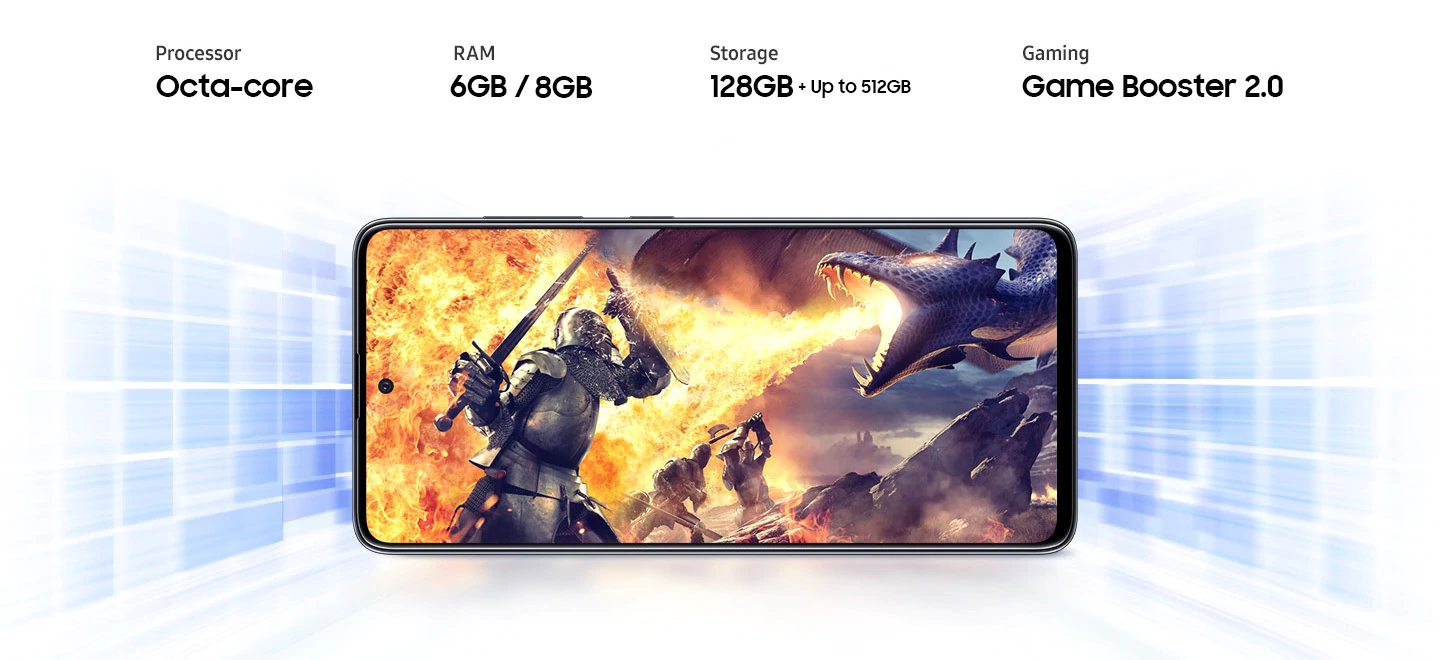 Processor
Octa-core
RAM
6GB / 8GB
Storage
128GB + Up to 512GB
Gaming
Game Booster 2.0